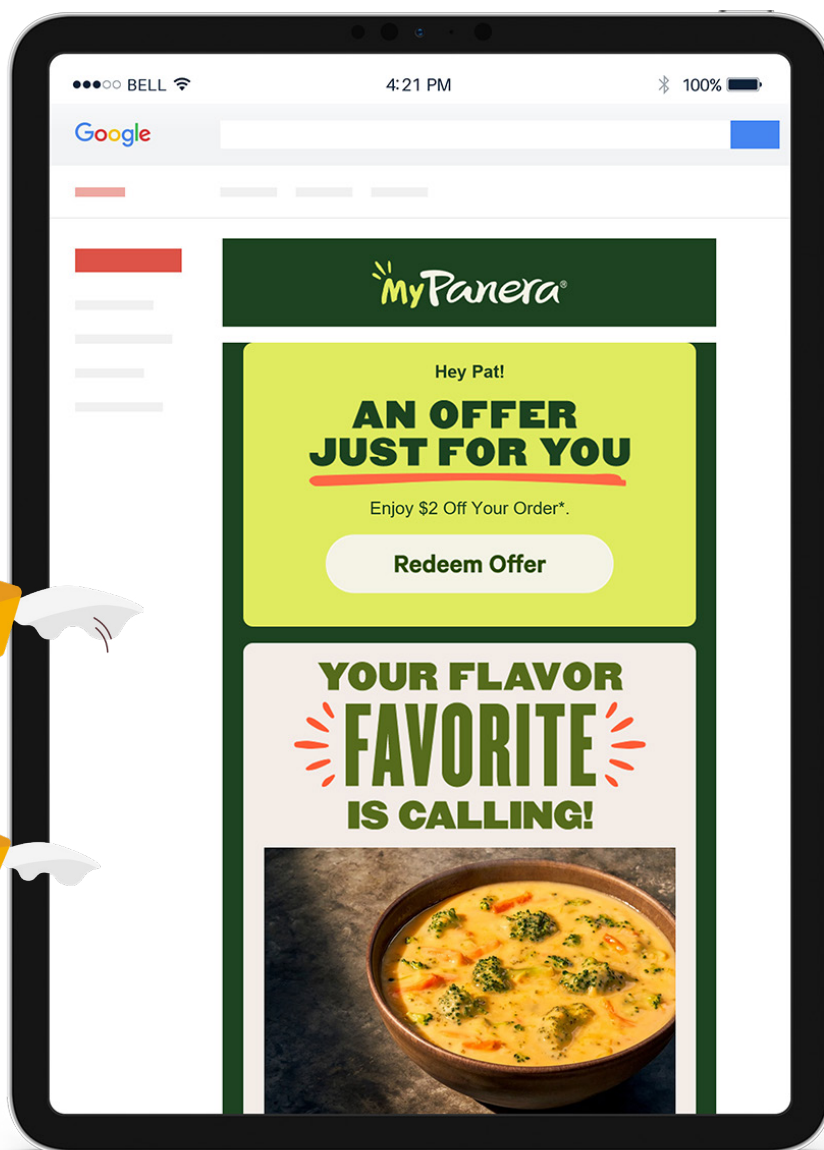 BELL 4:21 PM 100%
Google
MyPanera®
Hey Pat!
AN OFFER
JUST FOR YOU
Enjoy $2 Off Your Order*.
Redeem Offer
YOUR FLAVOR
FAVORITE
IS CALLING!